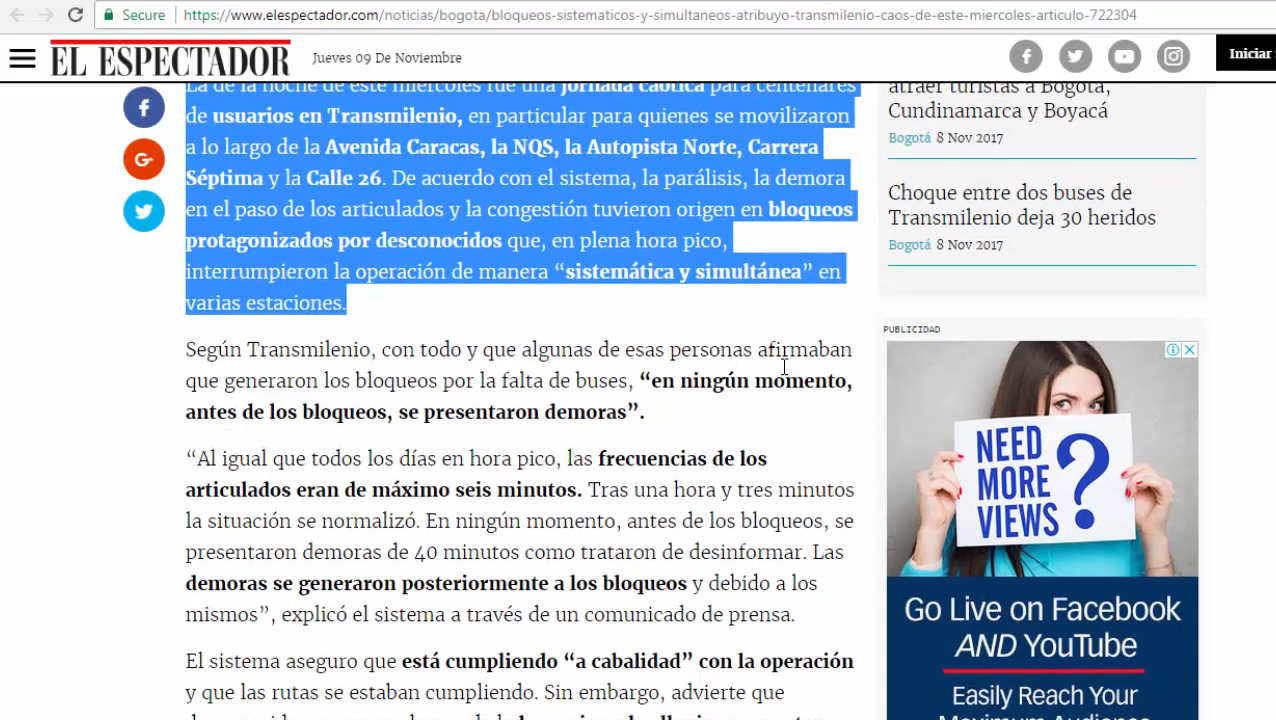 Secure
https://www.elespectador.com/noticias/bogota/bloqueos-sistematicos-y-simultaneos-atribuyo-transmilenio-caos-de-este-miercoles-articulo-722304
EL ESPECTADOR
Jueves 09 De Noviembre
Iniciar
La de la noche de este miércoles fue una jornada caótica para centenares
de usuarios en Transmilenio, en particular para quienes se movilizaron
a lo largo de la Avenida Caracas, la NQS, la Autopista Norte, Carrera
Séptima y la Calle 26. De acuerdo con el sistema, la parálisis, la demora
en el paso de los articulados y la congestión tuvieron origen en bloqueos
protagonizados por desconocidos que, en plena hora pico,
interrumpieron la operación de manera “sistemática y simultánea” en
varias estaciones.
Según Transmilenio, con todo y que algunas de esas personas afirmaban
que generaron los bloqueos por la falta de buses, “en ningún momento,
antes de los bloqueos, se presentaron demoras”.
“Al igual que todos los días en hora pico, las frecuencias de los
articulados eran de máximo seis minutos. Tras una hora y tres minutos
la situación se normalizó. En ningún momento, antes de los bloqueos, se
presentaron demoras de 40 minutos como trataron de desinformar. Las
demoras se generaron posteriormente a los bloqueos y debido a los
mismos”, explicó el sistema a través de un comunicado de prensa.
El sistema aseguro que está cumpliendo “a cabalidad” con la operación
y que las rutas se estaban cumpliendo. Sin embargo, advierte que
atraer turistas a Bogotá,
Cundinamarca y Boyacá
Bogotá 8 Nov 2017
Choque entre dos buses de
Transmilenio deja 30 heridos
Bogotá 8 Nov 2017
PUBLICIDAD
NEED
MORE
VIEWS
?
Go Live on Facebook
AND YouTube
Easily Reach Your
Maximum Audience